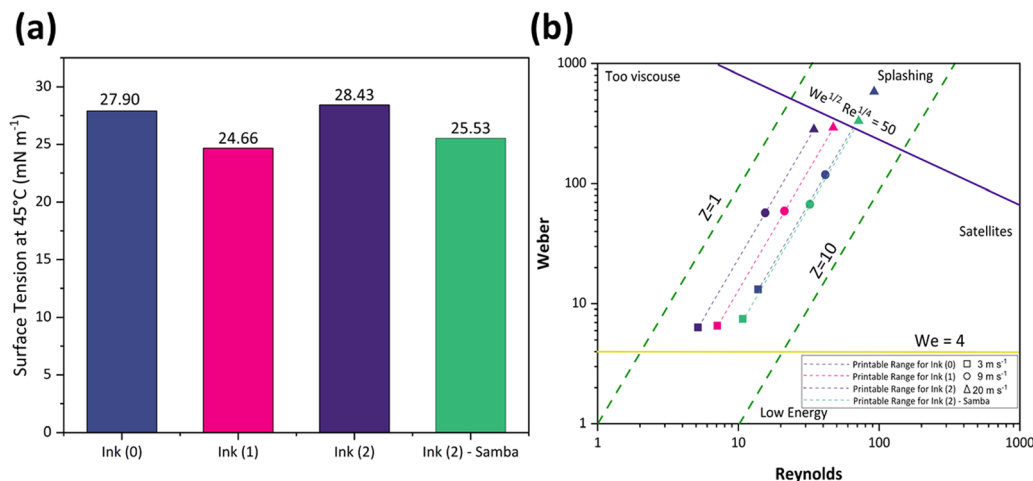 (a)
Surface Tension at 45°C (mN m⁻¹)
30
25
20
15
10
5
0
27.90
24.66
28.43
25.53
Ink (0)
Ink (1)
Ink (2)
Ink (2) - Samba
(b)
Weber
1000
100
10
1
Too viscouse
Splashing
We^1/2 Re^1/4 = 50
Z=1
Z=10
Satellites
We = 4
Printable Range for Ink (0) 3 m s⁻¹
Printable Range for Ink (1) 9 m s⁻¹
Printable Range for Ink (2) 20 m s⁻¹
Printable Range for Ink (2) - Samba
Low Energy
1
10
100
1000
Reynolds